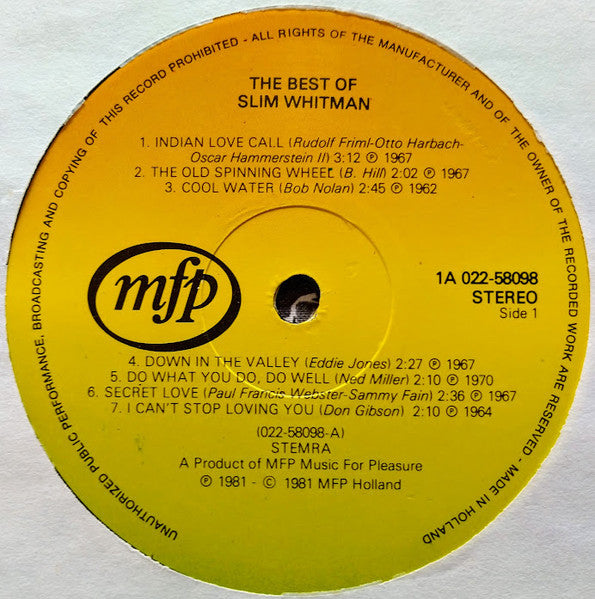 UNAUTHORIZED PUBLIC PERFORMANCE, BROADCASTING AND COPYING OF THIS RECORD PROHIBITED - ALL RIGHTS OF THE MANUFACTURER AND OF THE OWNER OF THE RECORDED WORK ARE RESERVED - MADE IN HOLLAND
THE BEST OF
SLIM WHITMAN
1. INDIAN LOVE CALL (Rudolf Friml-Otto Harbach-
Oscar Hammerstein II) 3:12 ℗ 1967
2. THE OLD SPINNING WHEEL (B. Hill) 2:02 ℗ 1967
3. COOL WATER (Bob Nolan) 2:45 ℗ 1962
mfp
1A 022-58098
STEREO
Side 1
4. DOWN IN THE VALLEY (Eddie Jones) 2:27 ℗ 1967
5. DO WHAT YOU DO, DO WELL (Ned Miller) 2:10 ℗ 1970
6. SECRET LOVE (Paul Francis Webster-Sammy Fain) 2:36 ℗ 1967
7. I CAN'T STOP LOVING YOU (Don Gibson) 2:10 ℗ 1964
(022-58098-A)
STEMRA
A Product of MFP Music For Pleasure
℗ 1981 - © 1981 MFP Holland